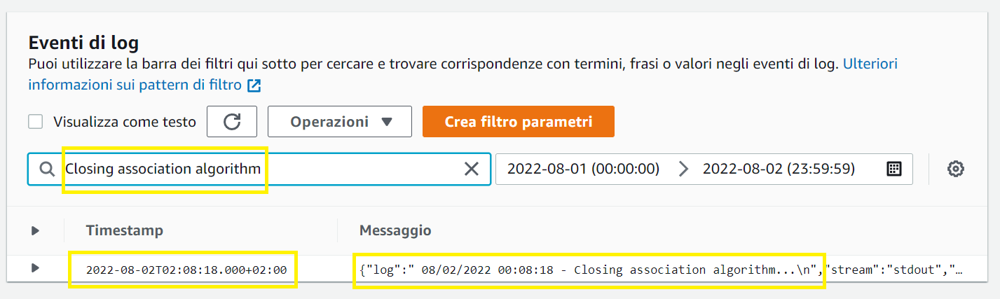 Eventi di log
Puoi utilizzare la barra dei filtri qui sotto per cercare e trovare corrispondenze con termini, frasi o valori negli eventi di log. Ulteriori
informazioni sui pattern di filtro
Visualizza come testo Operazioni Crea filtro parametri
Closing association algorithm 2022-08-01 (00:00:00) 2022-08-02 (23:59:59)
Timestamp Messaggio
2022-08-02T02:08:18.000+02:00 {"log":" 08/02/2022 00:08:18 - Closing association algorithm...\n","stream":"stdout","…